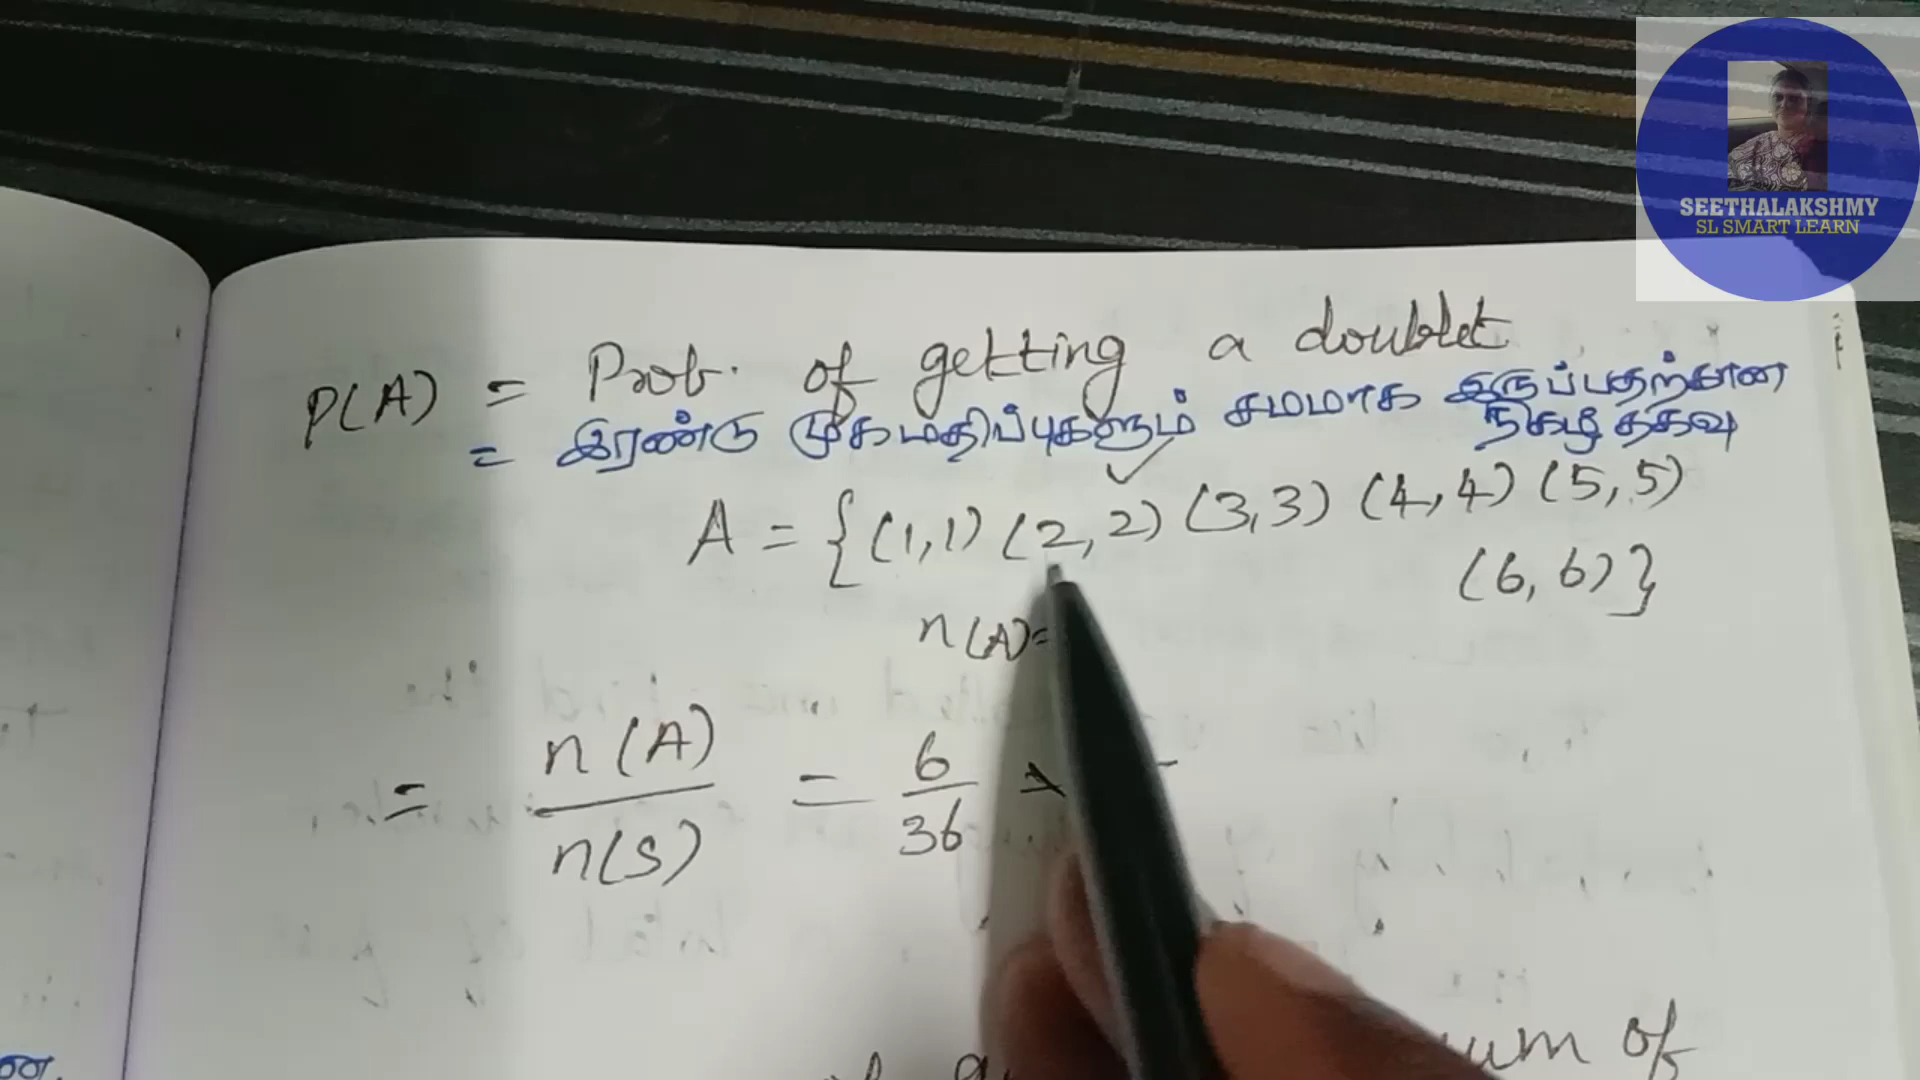 SEETHALAKSHMY
SL SMART LEARN
P(A) = Prob. of getting a doublet
= இரண்டு முகமதிப்புகளும் சமமாக இருப்பதற்கான
நிகழ்தகவு
A = {(1,1) (2,2) (3,3) (4,4) (5,5)
(6,6)}
n(A)=
= n(A)/n(S) = 6/36
sum of